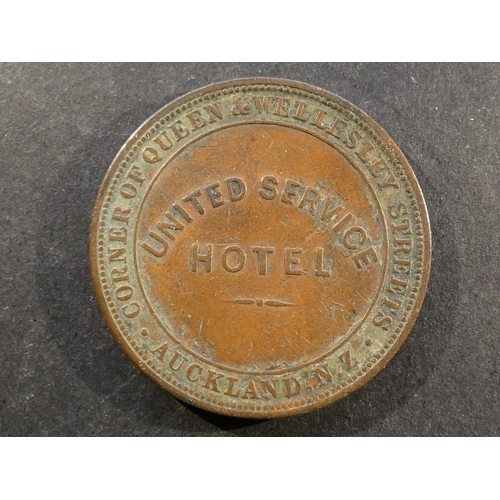 CORNER OF QUEEN & WELLESLEY STREETS
UNITED SERVICE
HOTEL
· AUCKLAND, N.Z. ·